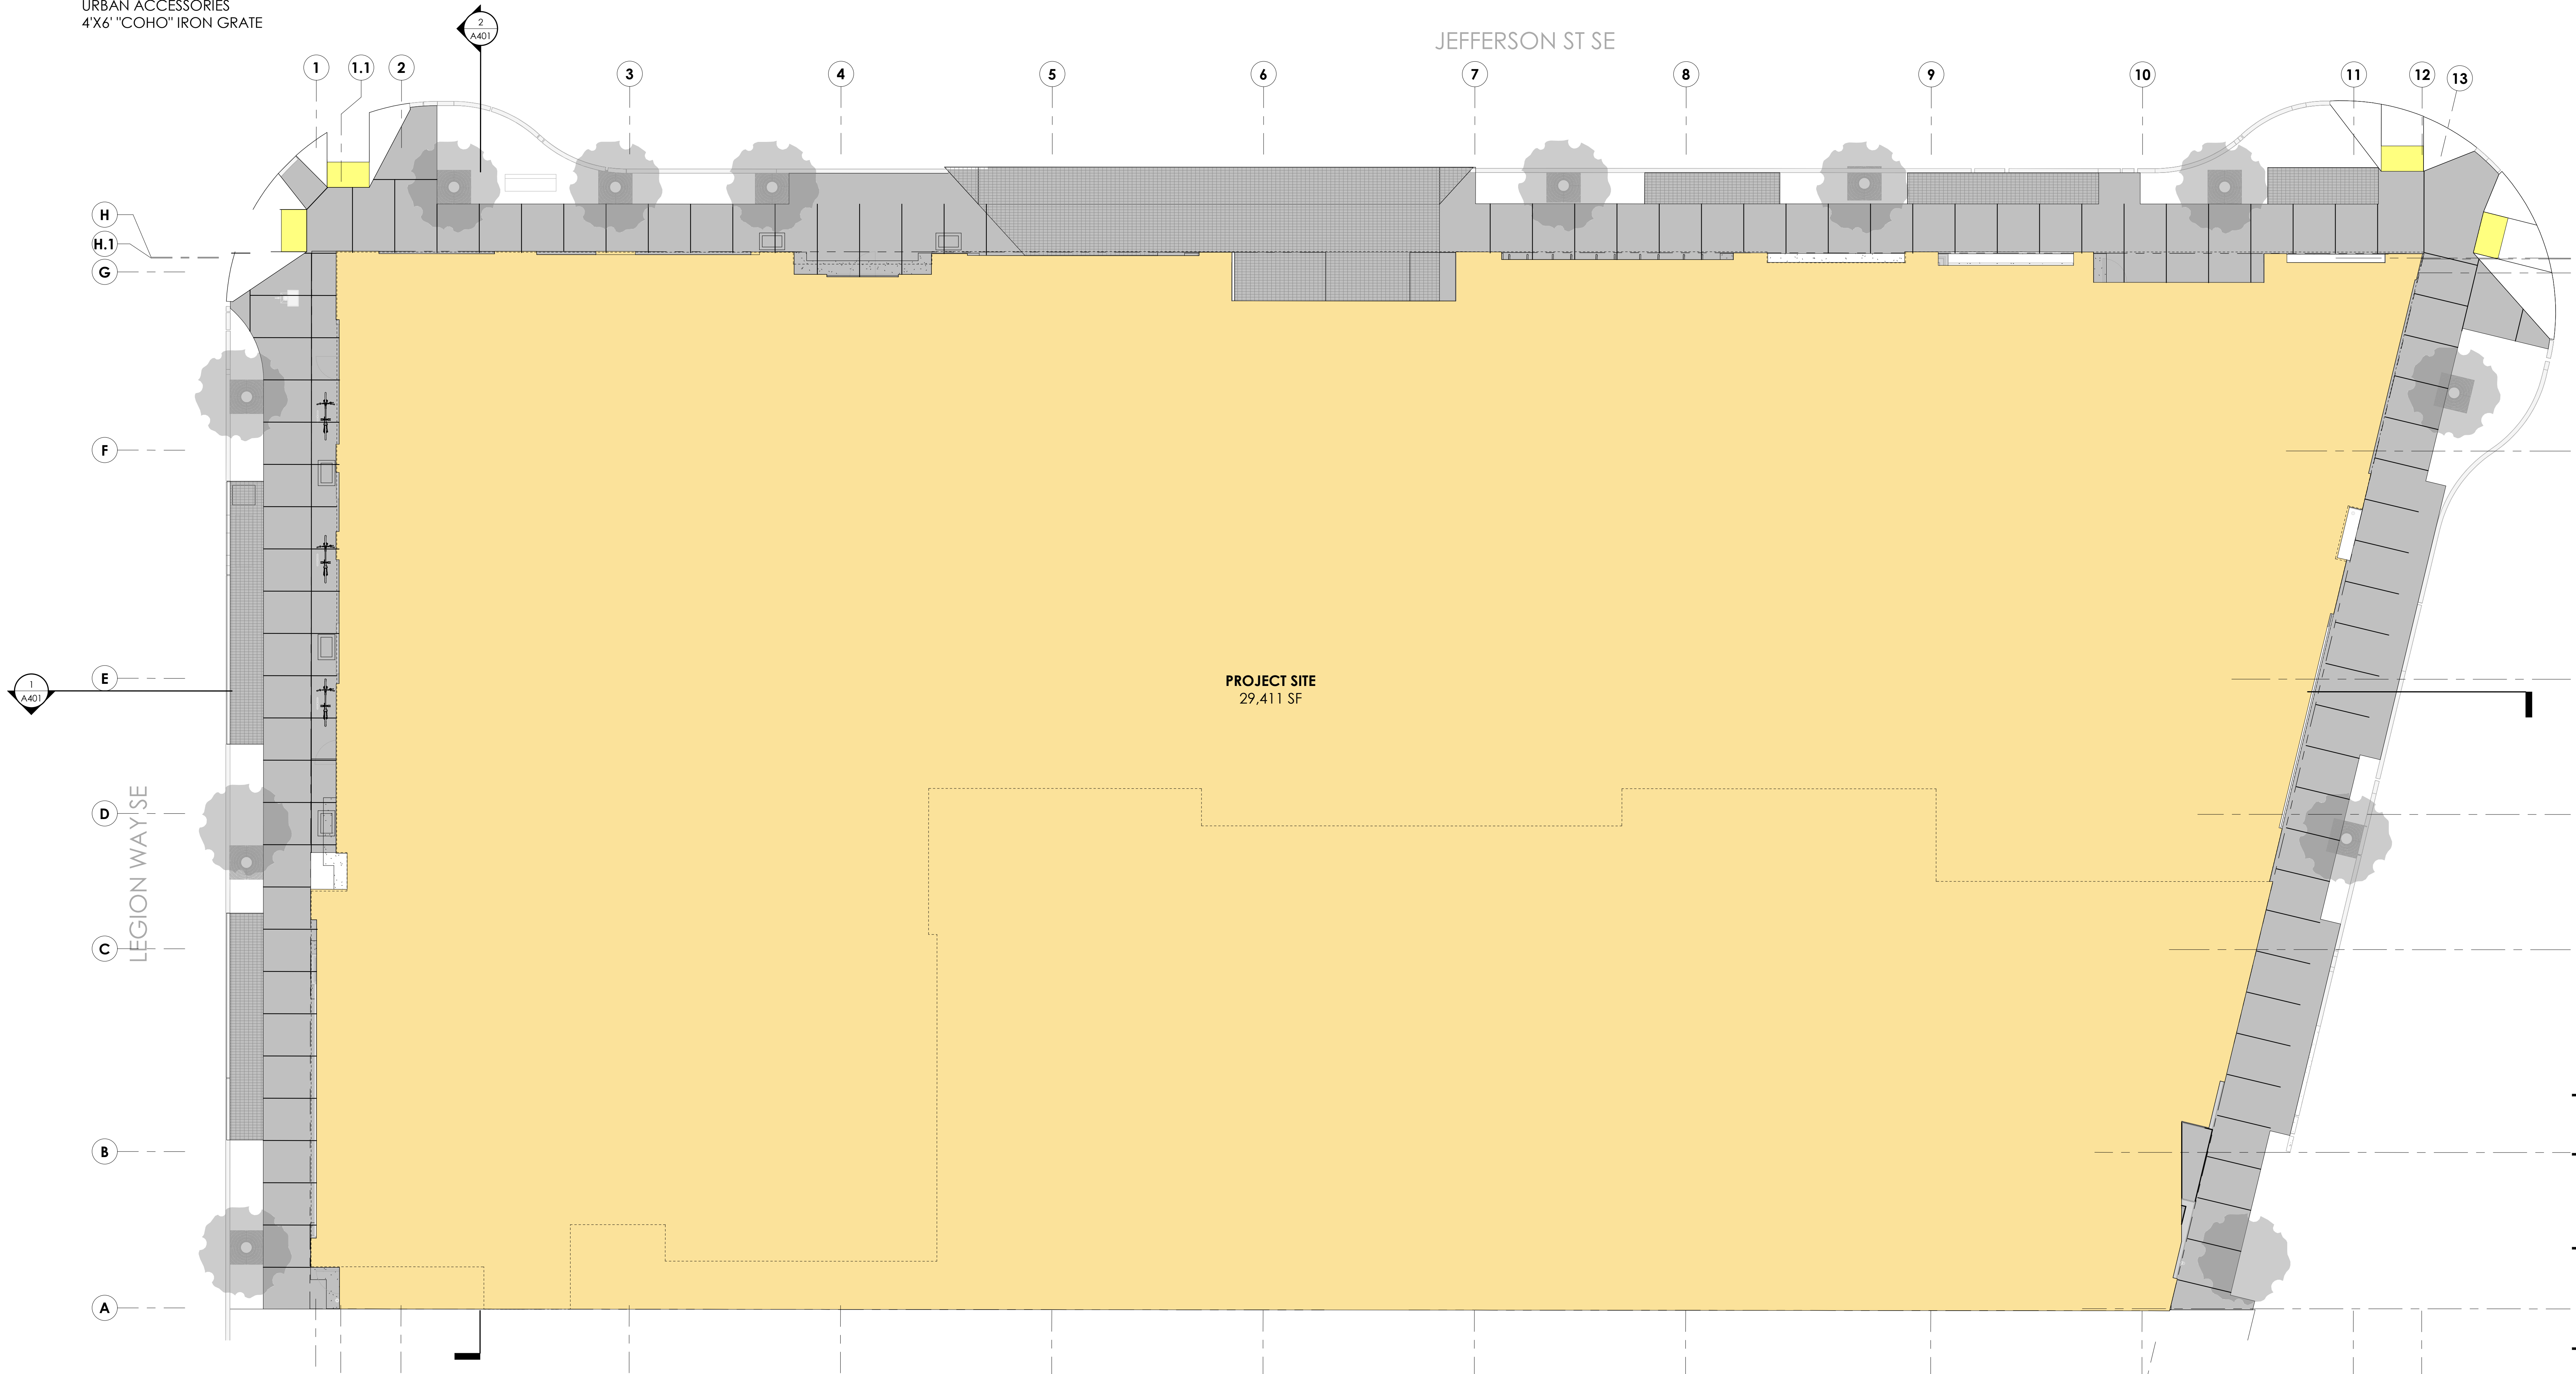 URBAN ACCESSORIES
4'X6' "COHO" IRON GRATE
2
A401
JEFFERSON ST SE
1
1.1
2
3
4
5
6
7
8
9
10
11
12
13
H
H.1
G
F
E
1
A401
PROJECT SITE
29,411 SF
D
LEGION WAY SE
C
B
A